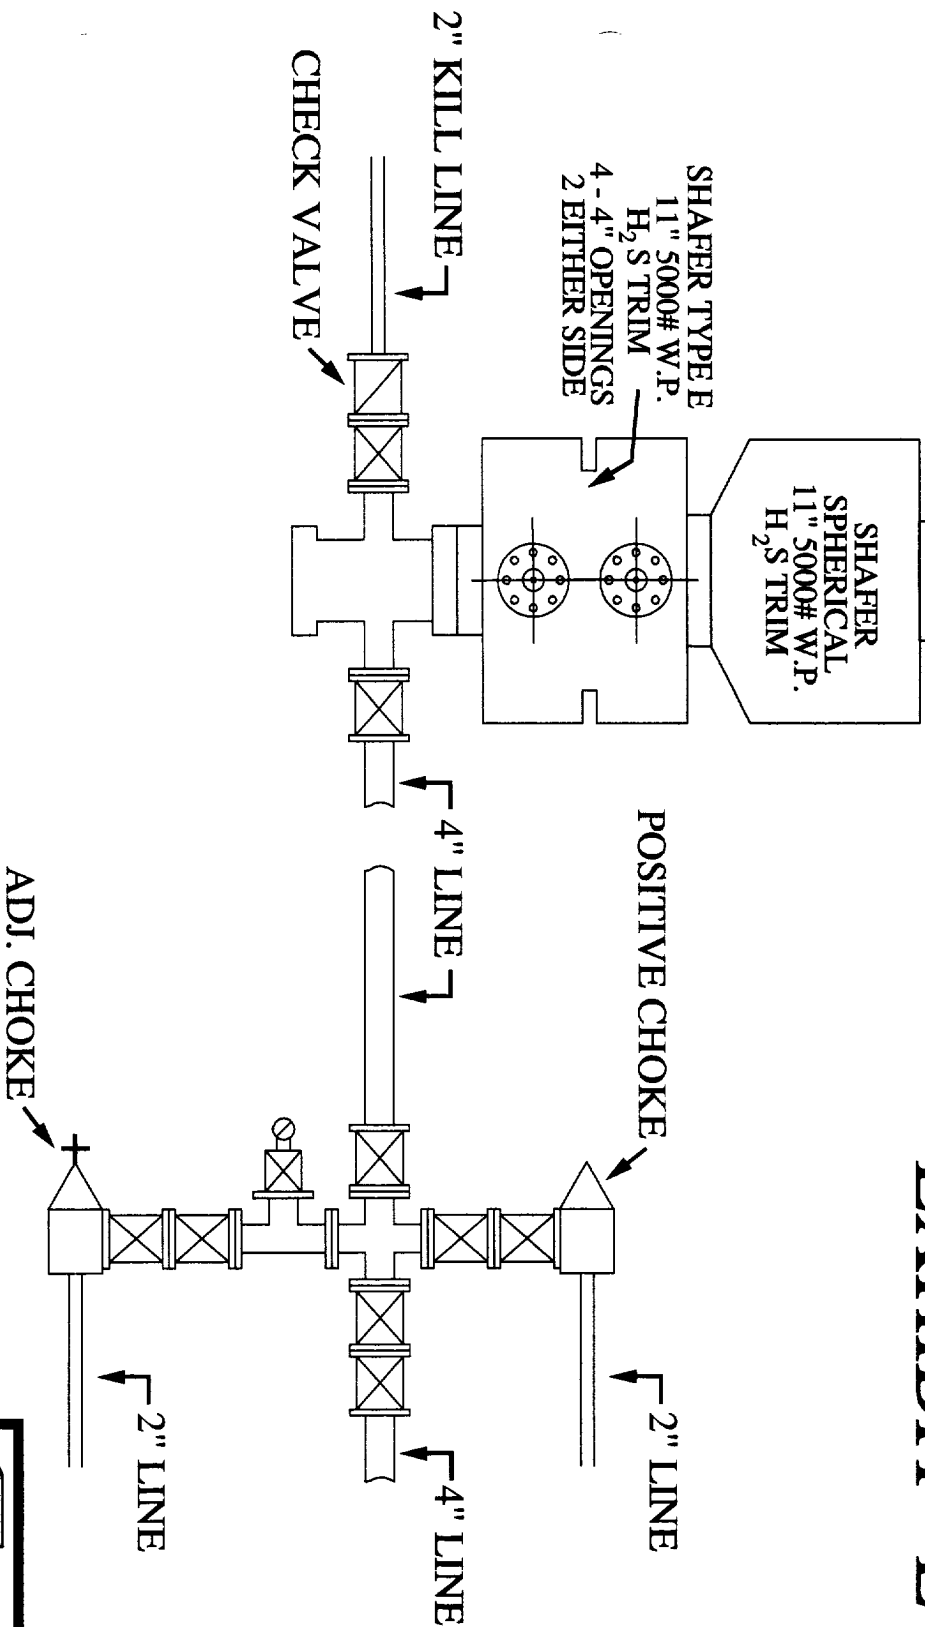 SHAFER
SPHERICAL
11" 5000# W.P.
H₂S TRIM
SHAFER TYPE E
11" 5000# W.P.
H₂S TRIM
4 - 4" OPENINGS
2 EITHER SIDE
2" KILL LINE
CHECK VALVE
4" LINE
POSITIVE CHOKE
ADJ. CHOKE
2" LINE
4" LINE
2" LINE